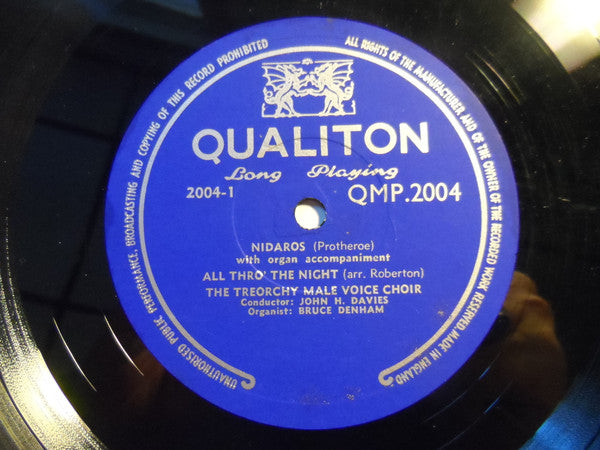 QUALITON
Long Playing
2004-1
QMP.2004
NIDAROS (Protheroe)
with organ accompaniment
ALL THRO' THE NIGHT (arr. Roberton)
THE TREORCHY MALE VOICE CHOIR
Conductor: JOHN H. DAVIES
Organist: BRUCE DENHAM
ALL RIGHTS OF THE MANUFACTURER AND OF THE OWNER OF THE RECORDED WORK RESERVED. MADE IN ENGLAND
UNAUTHORISED PUBLIC PERFORMANCE, BROADCASTING AND COPYING OF THIS RECORD PROHIBITED